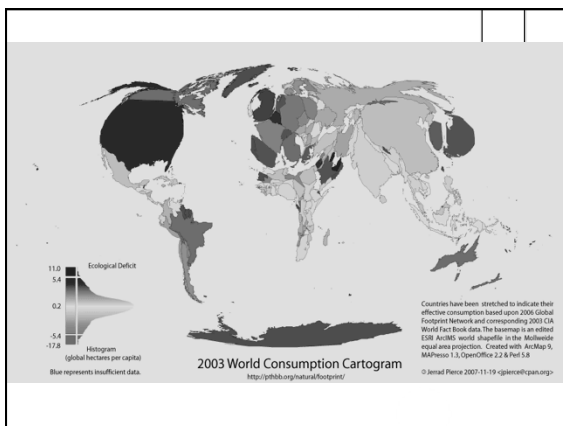 Ecological Deficit
11.0
5.4
0.2
-5.4
-17.8
Histogram
(global hectares per capita)
Blue represents insufficient data.
2003 World Consumption Cartogram
http://pthbb.org/natural/footprint/
Countries have been stretched to indicate their
effective consumption based upon 2006 Global
Footprint Network and corresponding 2003 CIA
World Fact Book data. The basemap is an edited
ESRI ArcIMS world shapefile in the Mollweide
equal area projection. Created with ArcMap 9,
MAPresso 1.3, OpenOffice 2.2 & Perl 5.8
© Jerrad Pierce 2007-11-19 <jpierce@cpan.org>